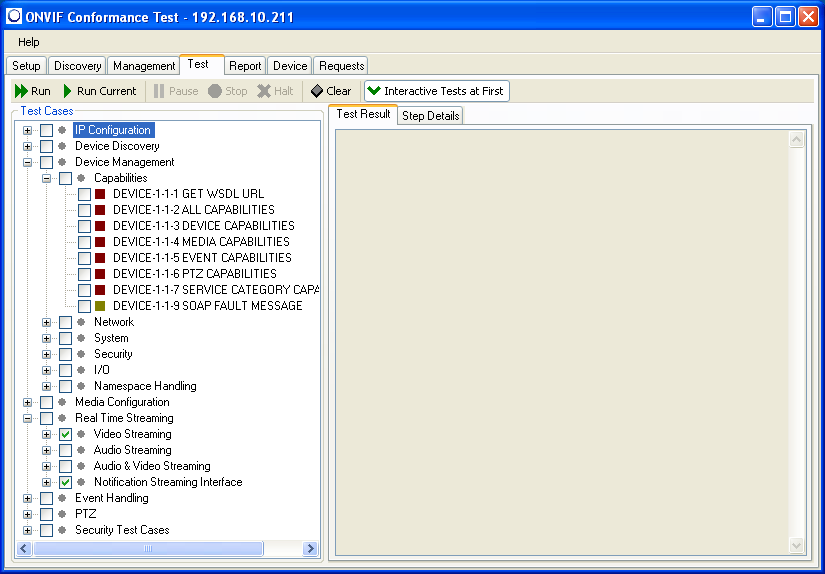 ONVIF Conformance Test - 192.168.10.211
Help
Setup Discovery Management Test Report Device Requests
Run Run Current Pause Stop Halt Clear Interactive Tests at First
Test Cases
IP Configuration
Device Discovery
Device Management
Capabilities
DEVICE-1-1-1 GET WSDL URL
DEVICE-1-1-2 ALL CAPABILITIES
DEVICE-1-1-3 DEVICE CAPABILITIES
DEVICE-1-1-4 MEDIA CAPABILITIES
DEVICE-1-1-5 EVENT CAPABILITIES
DEVICE-1-1-6 PTZ CAPABILITIES
DEVICE-1-1-7 SERVICE CATEGORY CAPA
DEVICE-1-1-9 SOAP FAULT MESSAGE
Network
System
Security
I/O
Namespace Handling
Media Configuration
Real Time Streaming
Video Streaming
Audio Streaming
Audio & Video Streaming
Notification Streaming Interface
Event Handling
PTZ
Security Test Cases
Test Result Step Details